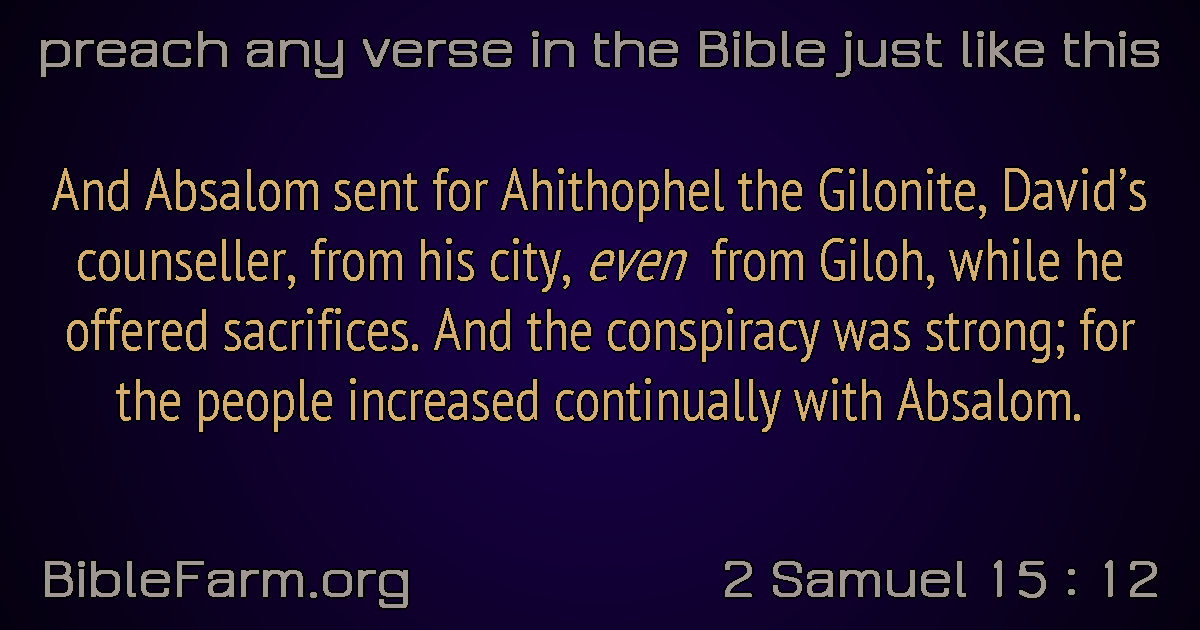 preach any verse in the Bible just like this
And Absalom sent for Ahithophel the Gilonite, David’s
counseller, from his city, even from Giloh, while he
offered sacrifices. And the conspiracy was strong; for
the people increased continually with Absalom.
BibleFarm.org
2 Samuel 15 : 12